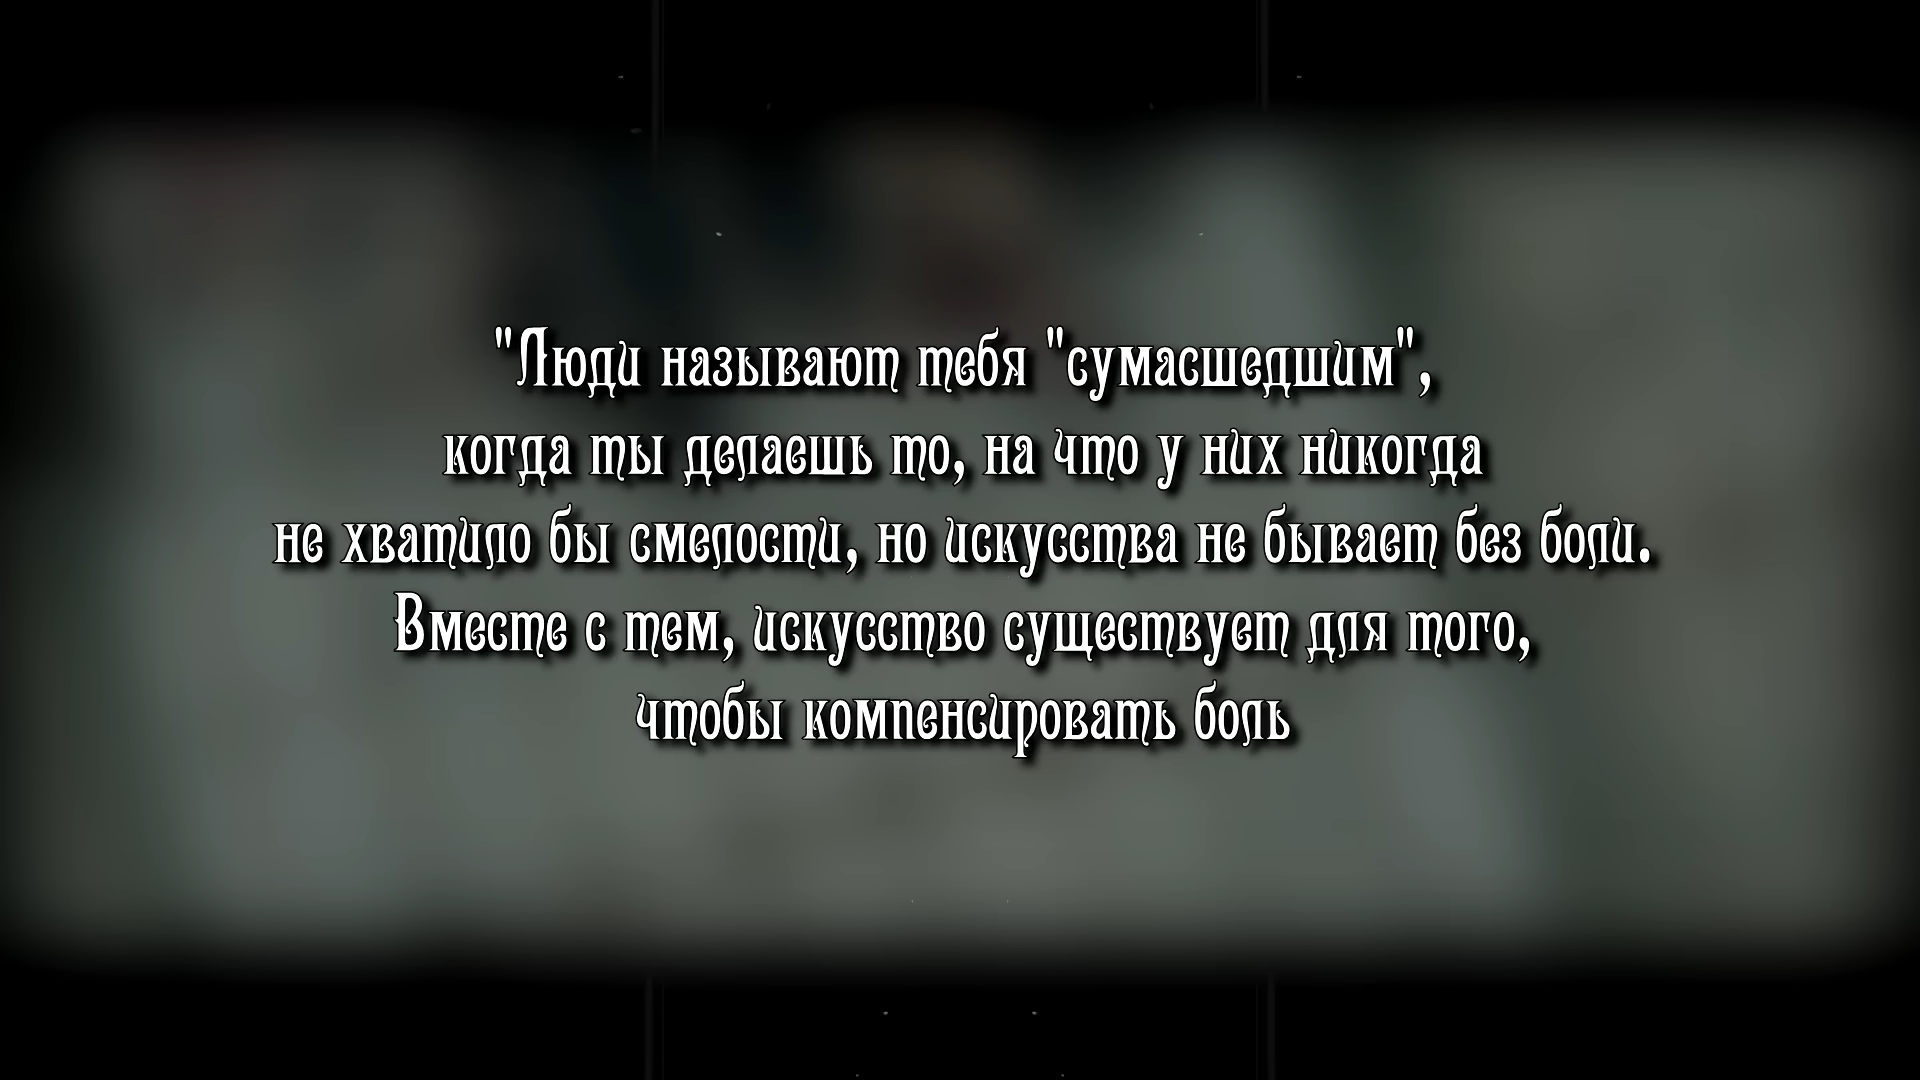 "Люди называют тебя "сумасшедшим",
когда ты делаешь то, на что у них никогда
не хватило бы смелости, но искусства не бывает без боли.
Вместе с тем, искусство существует для того,
чтобы компенсировать боль